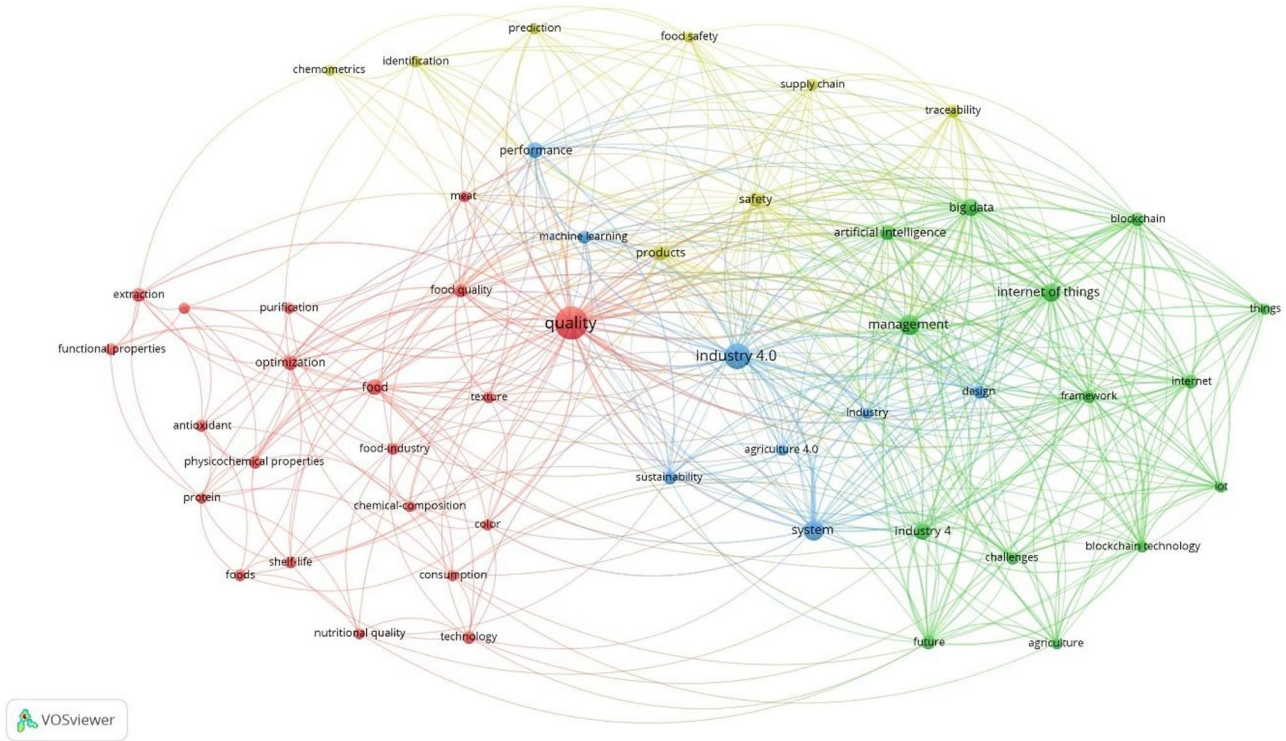 prediction
food safety
identification
chemometrics
supply chain
traceability
performance
meat
safety
big data
blockchain
artificial intelligence
machine learning
products
food quality
internet of things
extraction
purification
things
quality
management
functional properties
industry 4.0
optimization
food
internet
design
framework
texture
industry
antioxidant
food-industry
agriculture 4.0
physicochemical properties
sustainability
iot
protein
chemical-composition
color
system
industry 4
blockchain technology
challenges
shelf-life
foods
consumption
nutritional quality
technology
future
agriculture
VOSviewer